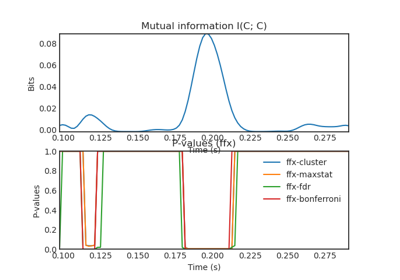 Mutual information I(C; C)
0.08
0.06
0.04
0.02
0.00
Bits
0.100 0.125 0.150 0.175 0.200 0.225 0.250 0.275
Time (s)
P-values (ffx)
1.0
0.8
0.6
0.4
0.2
0.0
P-values
ffx-cluster
ffx-maxstat
ffx-fdr
ffx-bonferroni
0.100 0.125 0.150 0.175 0.200 0.225 0.250 0.275
Time (s)